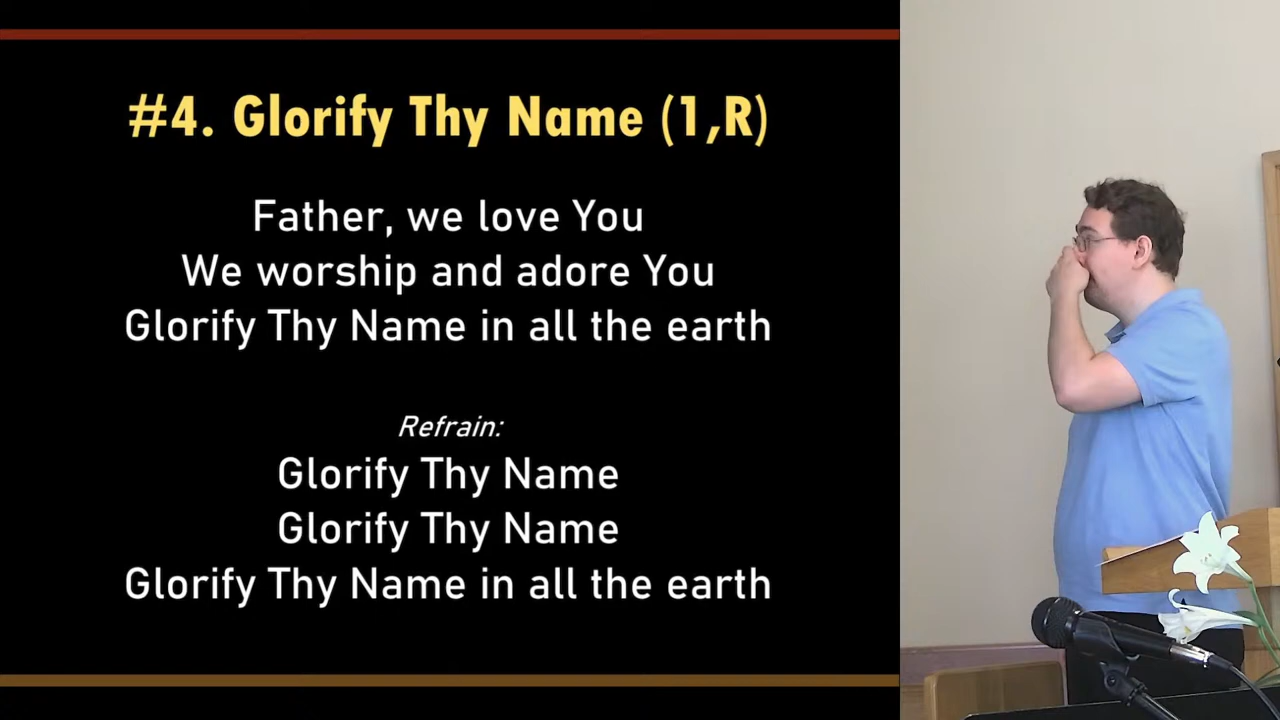 #4. Glorify Thy Name (1,R)
Father, we love You
We worship and adore You
Glorify Thy Name in all the earth
Refrain:
Glorify Thy Name
Glorify Thy Name
Glorify Thy Name in all the earth